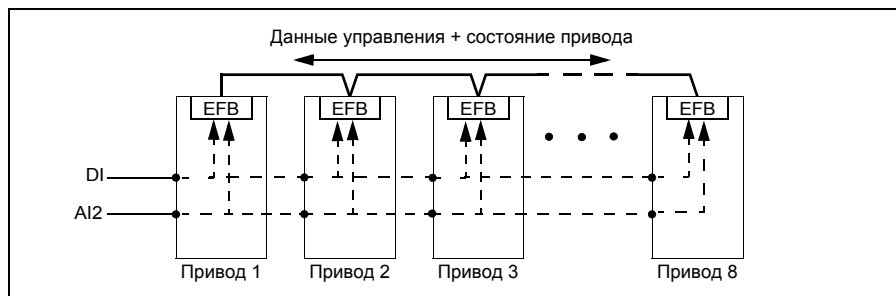 Данные управления + состояние привода
EFB EFB EFB EFB
DI
AI2
Привод 1 Привод 2 Привод 3 Привод 8